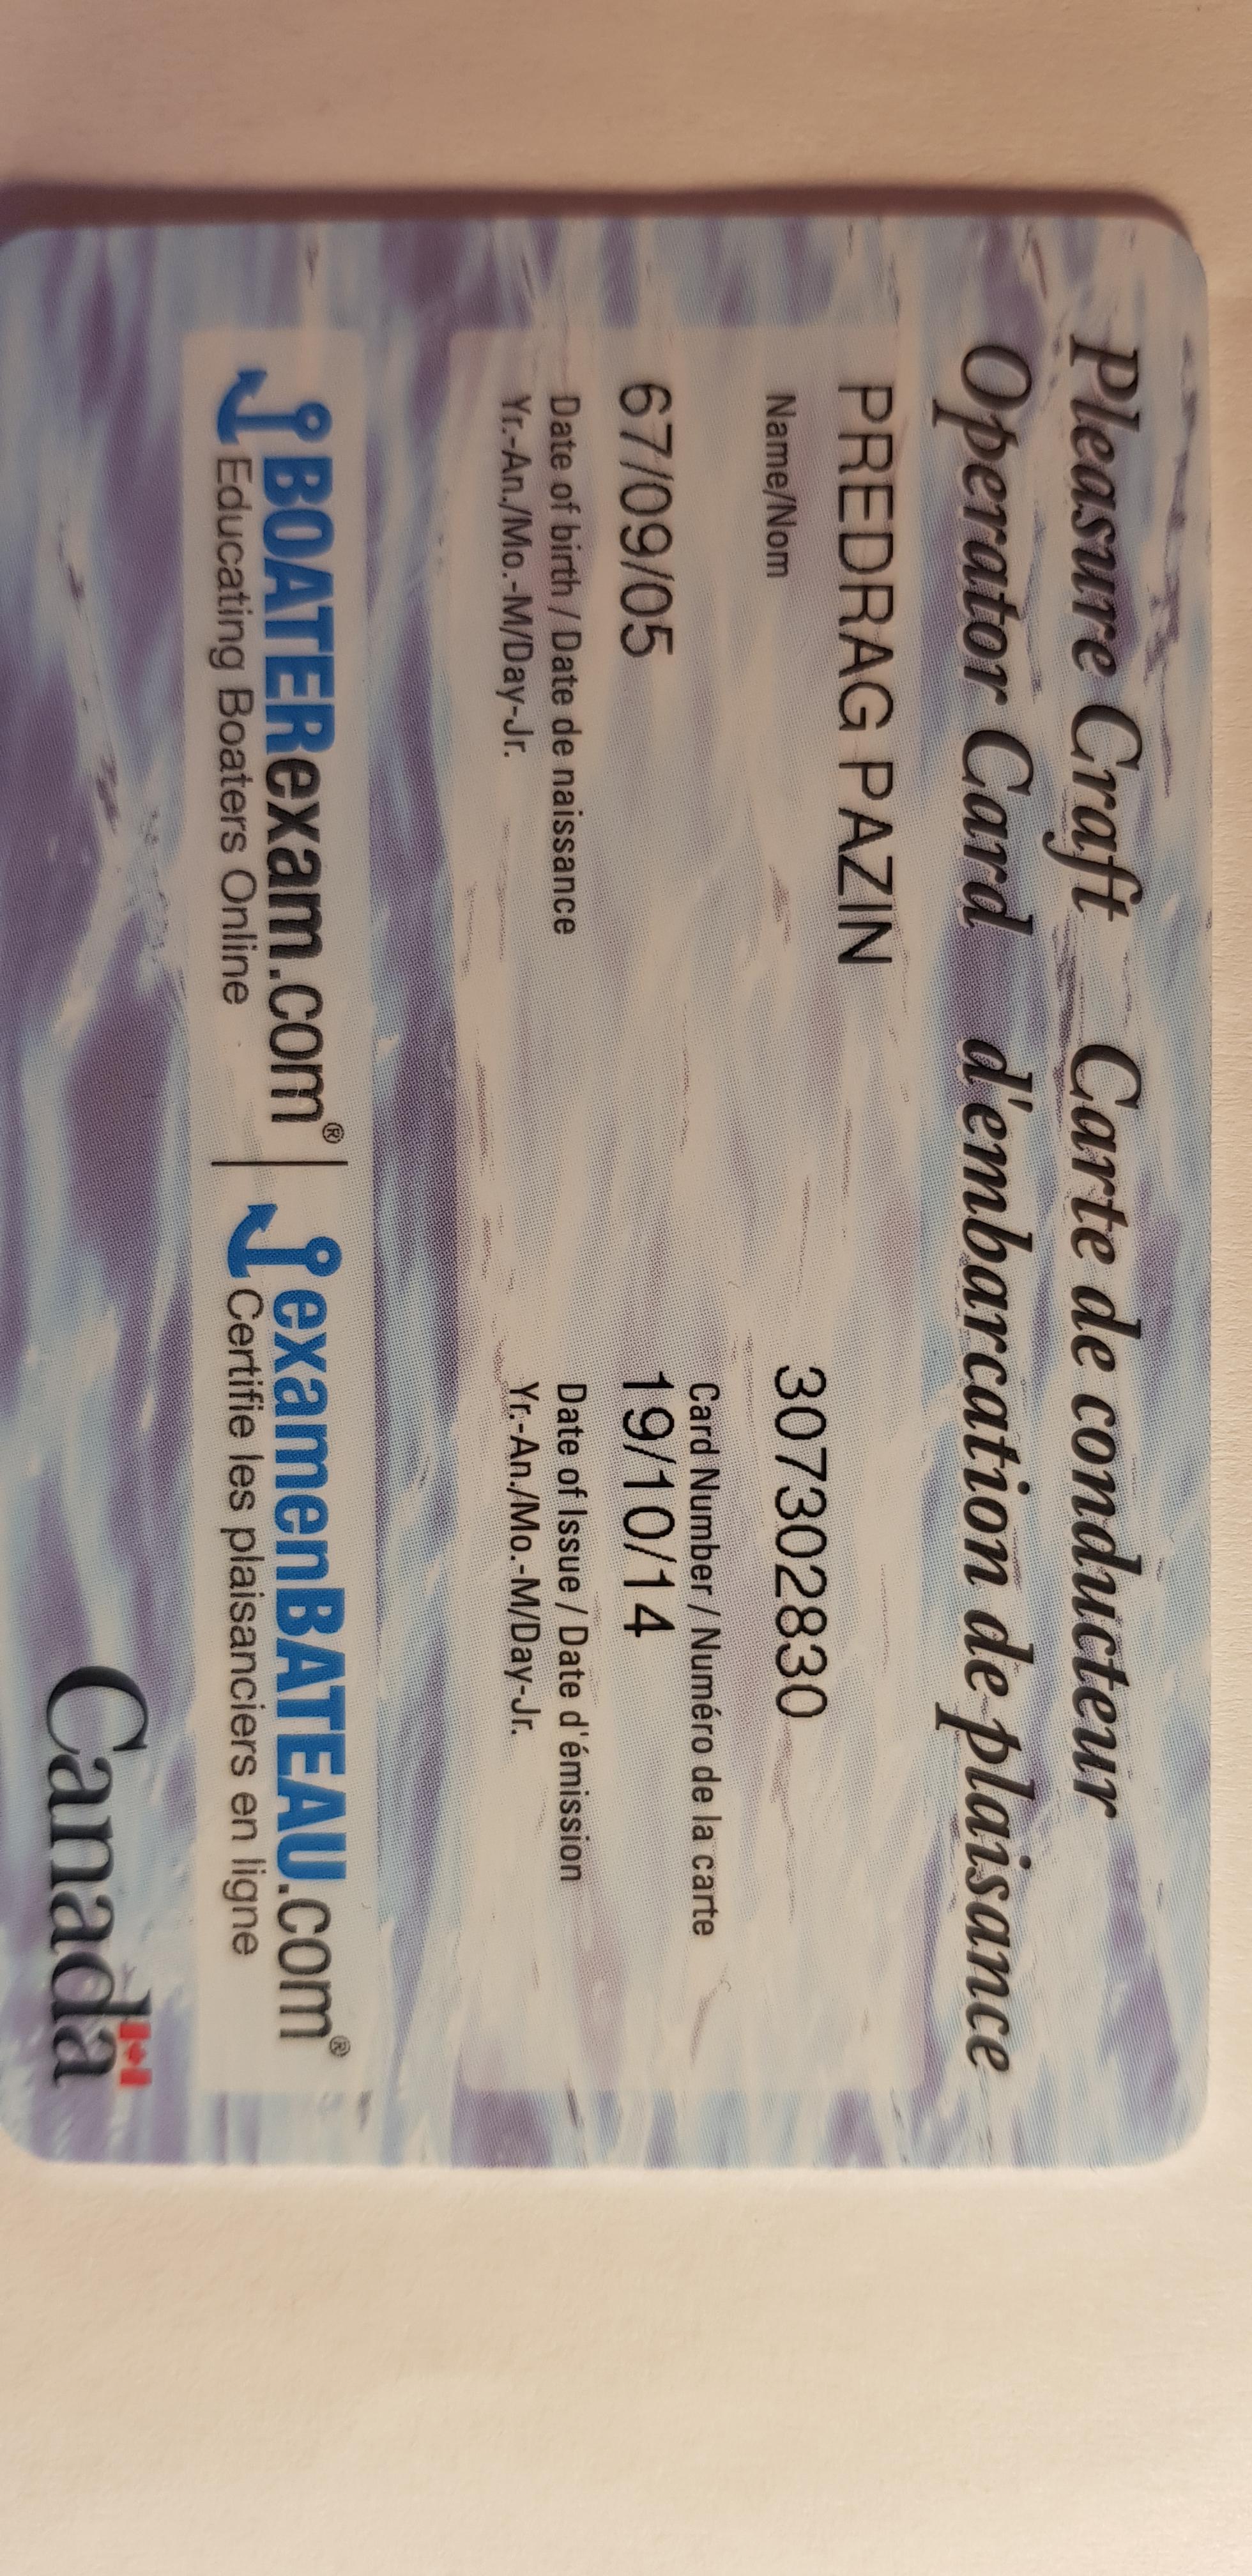 Pleasure Craft Carte de conducteur
Operator Card d'embarcation de plaisance
PREDRAG PAZIN
Name/Nom
307302830
Card Number / Numéro de la carte
67/09/05
19/10/14
Date of birth / Date de naissance
Yr.-An./Mo.-M/Day-Jr.
Date of Issue / Date d'émission
Yr.-An./Mo.-M/Day-Jr.
BOATERexam.com®
Educating Boaters Online
examenBATEAU.com®
Certifie les plaisanciers en ligne
Canada